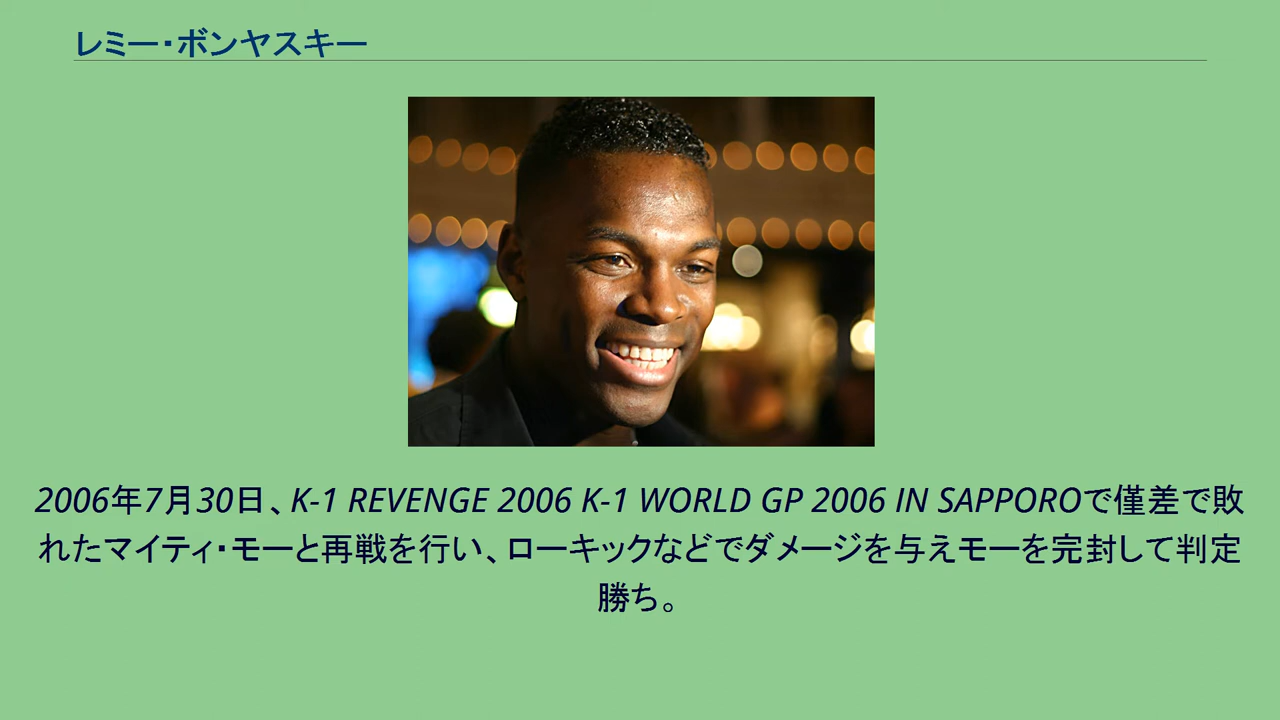 レミー・ボンヤスキー
2006年7月30日、K-1 REVENGE 2006 K-1 WORLD GP 2006 IN SAPPOROで僅差で敗
れたマイティ・モーと再戦を行い、ローキックなどでダメージを与えモーを完封して判定
勝ち。